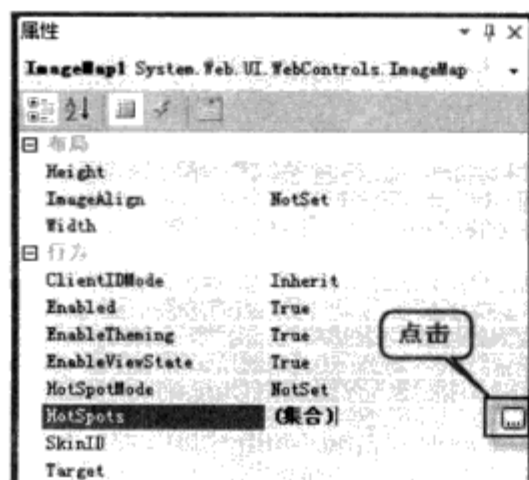 属性
ImageMap1 System.Web.UI.WebControls.ImageMap
布局
Height
ImageAlign NotSet
Width
行为
ClientIDMode Inherit
Enabled True
EnableTheming True
EnableViewState True
HotSpotMode NotSet
HotSpots (集合)
点击
SkinID
Target